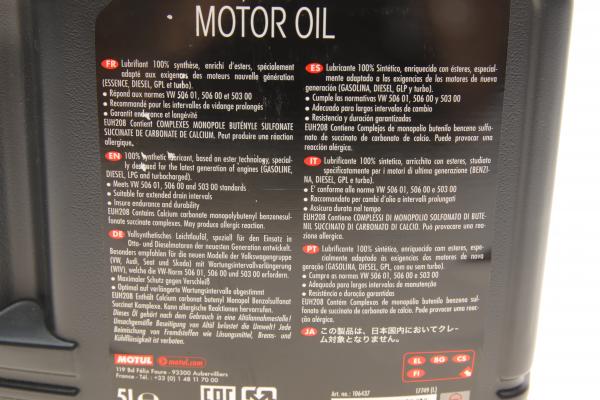 MOTOR OIL
FR Lubrifiant 100% synthèse, enrichi d'esters, spécialement
adapté aux exigences des moteurs nouvelle génération
(ESSENCE, DIESEL, GPL et turbo).
• Répond aux normes VW 506 01, 506 00 et 503 00
• Recommandé pour les intervalles de vidange prolongés
• Garantit endurance et longévité
EUH208 Contient COMPLEXES MONOPOLE BUTÉNYLE SULFONATE
SUCCINATE DE CARBONATE DE CALCIUM. Peut produire une réaction
allergique.
EN 100% synthetic lubricant, based on ester technology, special-
ly designed for the latest generation of engines (GASOLINE,
DIESEL, LPG and turbocharged).
• Meets VW 506 01, 506 00 and 503 00 standards
• Suitable for extended drain intervals
• Insure endurance and durability
EUH208 Contains Calcium carbonate monopolybutenyl benzenesul-
fonate succinate complexes. May produce allergic reaction.
DE Vollsynthetisches Leichtlauföl, speziell für den Einsatz in
Otto- und Dieselmotoren der neuesten Generation entwickelt.
Besonders empfohlen für die neuen Modelle der Volkswagengruppe
(VW, Audi, Seat und Skoda) mit Wartungsintervallverlängerung
(WIV), welche die VW-Norm 506 01, 506 00 und 503 00 erfordern.
• Maximaler Schutz gegen Verschleiß
• Optimal auf verlängerte Wartungsintervalle abgestimmt
EUH208 Enthält Calcium carbonat butenyl Monopol Benzolsulfonat
Succinat Komplexe. Kann allergische Reaktionen hervorrufen.
Dieses Öl gehört nach dem Gebrauch in eine Altölannahmestelle!
Unsachgemäße Beseitigung von Altöl belastet die Umwelt! Jede
Beimischung von Fremdstoffen wie Lösungsmittel, Brems- und
Kühlflüssigkeit ist verboten.
MOTUL motul.com
119 Bd Félix Faure - 93300 Aubervilliers
France - Tél. : +33 (0) 1 48 11 70 00
5L e EAC
ES Lubricante 100% Sintético, enriquecido con ésteres, especial-
mente adaptado a las exigencias de los motores de nueva
generación (GASOLINA, DIESEL, GLP y turbo).
• Cumple las normativas VW 506 01, 506 00 y 503 00
• Adecuado para largos intervalos de cambio
• Resistencia y duración garantizadas
EUH208 Contiene Complejos de monopolio butenilo benceno sulfo-
nato de succinato de carbonato de calcio. Puede provocar una
reacción alérgica.
IT Lubrificante 100% sintetico, arricchito con esteri, studiato
specificatamente per i motori di ultima generazione (BENZI-
NA, DIESEL, GPL e turbo).
• E' conforme alle norme VW 506 01, 506 00 y 503 00
• Raccomandato per cambi d'olio a intervalli prolongati
• Assicura durata nel tempo
EUH208 Contiene COMPLESSI DI MONOPOLIO SOLFONATO DI BUTE-
NIL SUCCINATO DI CARBONATO DI CALCIO. Può provocare una rea-
zione allergica.
PT Lubrificante 100% sintético, enriquecido com esteres, espe-
cialmente adaptado às exigências dos motores de nova
geração (GASOLINA, DIESEL, GPL, com ou sem turbo).
• Cumpre as normas VW 506 01, 506 00 e 503 00
• Adequado para largos intervalos de manutenção
• Resistência e duração garantidas
EUH208 Contém Complexos de monopolio butenilo benzeno sul-
fonato de succinato de carbonato de calcio. Pode provocar uma
reação alérgica.
JA この製品は、日本国内においてクレー
ム対象となりません。
EL BG CS
FI
Art. no.: 106437 17749 (L)